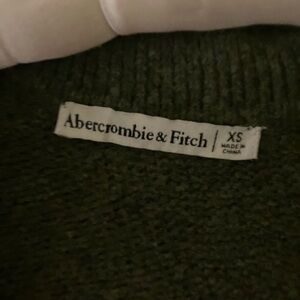 Abercrombie & Fitch
XS
MADE IN
CHINA